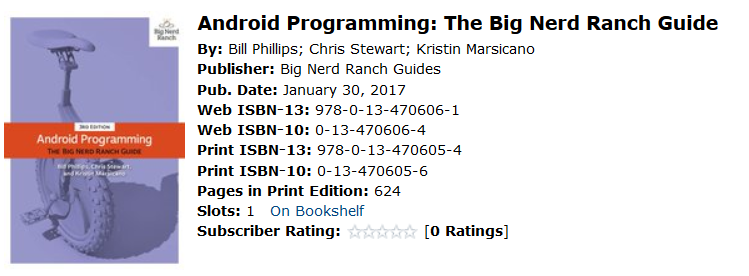 Big Nerd
Ranch
3RD EDITION
Android Programming
THE BIG NERD RANCH GUIDE
Bill Phillips, Chris Stewart,
and Kristin Marsicano
Android Programming: The Big Nerd Ranch Guide
By: Bill Phillips; Chris Stewart; Kristin Marsicano
Publisher: Big Nerd Ranch Guides
Pub. Date: January 30, 2017
Web ISBN-13: 978-0-13-470606-1
Web ISBN-10: 0-13-470606-4
Print ISBN-13: 978-0-13-470605-4
Print ISBN-10: 0-13-470605-6
Pages in Print Edition: 624
Slots: 1 On Bookshelf
Subscriber Rating: [0 Ratings]